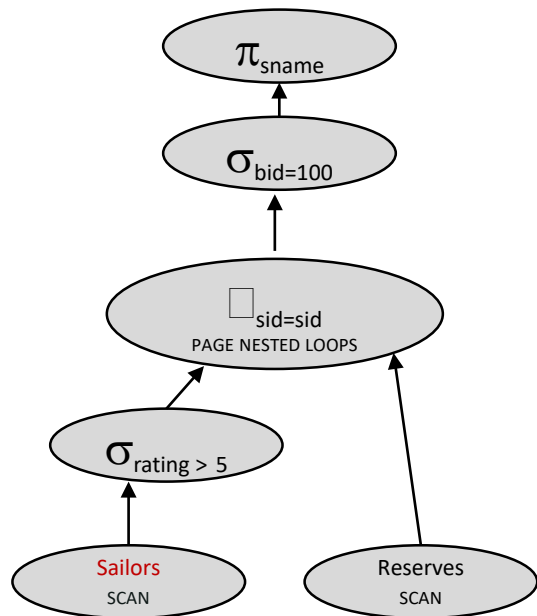 πsname
σbid=100
□sid=sid
PAGE NESTED LOOPS
σrating > 5
Sailors
SCAN
Reserves
SCAN